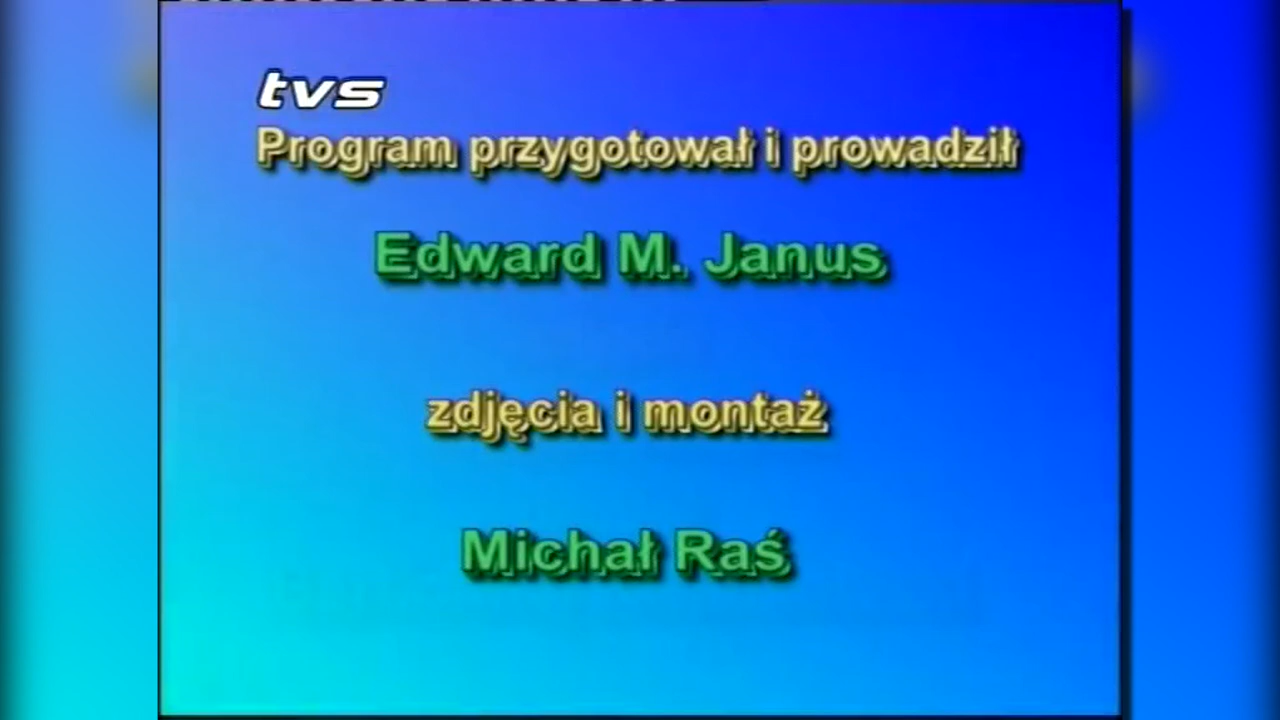 tvs
Program przygotował i prowadził
Edward M. Janus
zdjęcia i montaż
Michał Raś